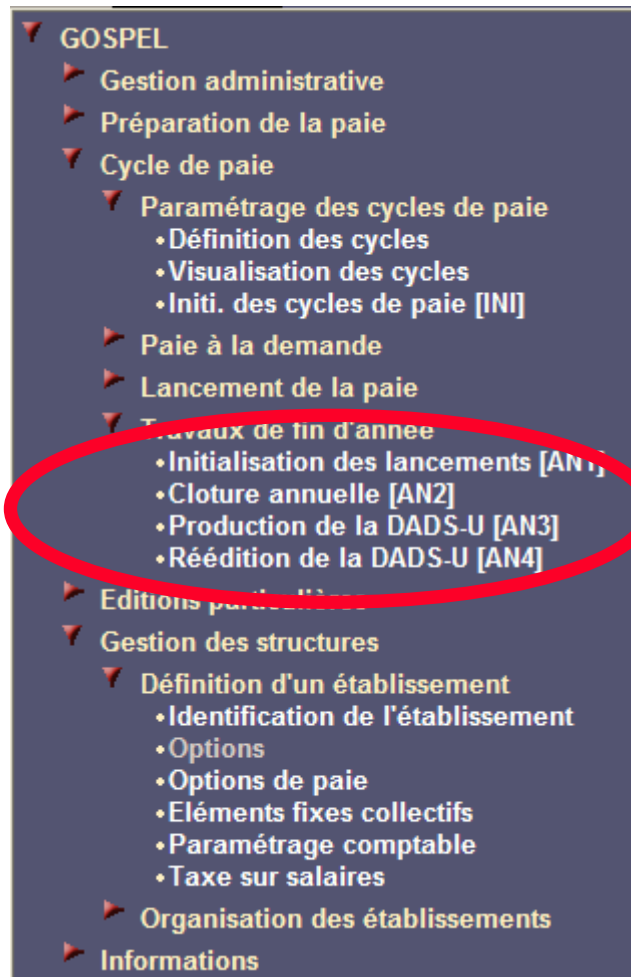 GOSPEL
Gestion administrative
Préparation de la paie
Cycle de paie
Paramétrage des cycles de paie
•Définition des cycles
•Visualisation des cycles
•Initi. des cycles de paie [INI]
Paie à la demande
Lancement de la paie
Travaux de fin d'année
•Initialisation des lancements [AN1]
•Cloture annuelle [AN2]
•Production de la DADS-U [AN3]
•Réédition de la DADS-U [AN4]
Editions particulières
Gestion des structures
Définition d'un établissement
•Identification de l'établissement
•Options
•Options de paie
•Eléments fixes collectifs
•Paramétrage comptable
•Taxe sur salaires
Organisation des établissements
Informations